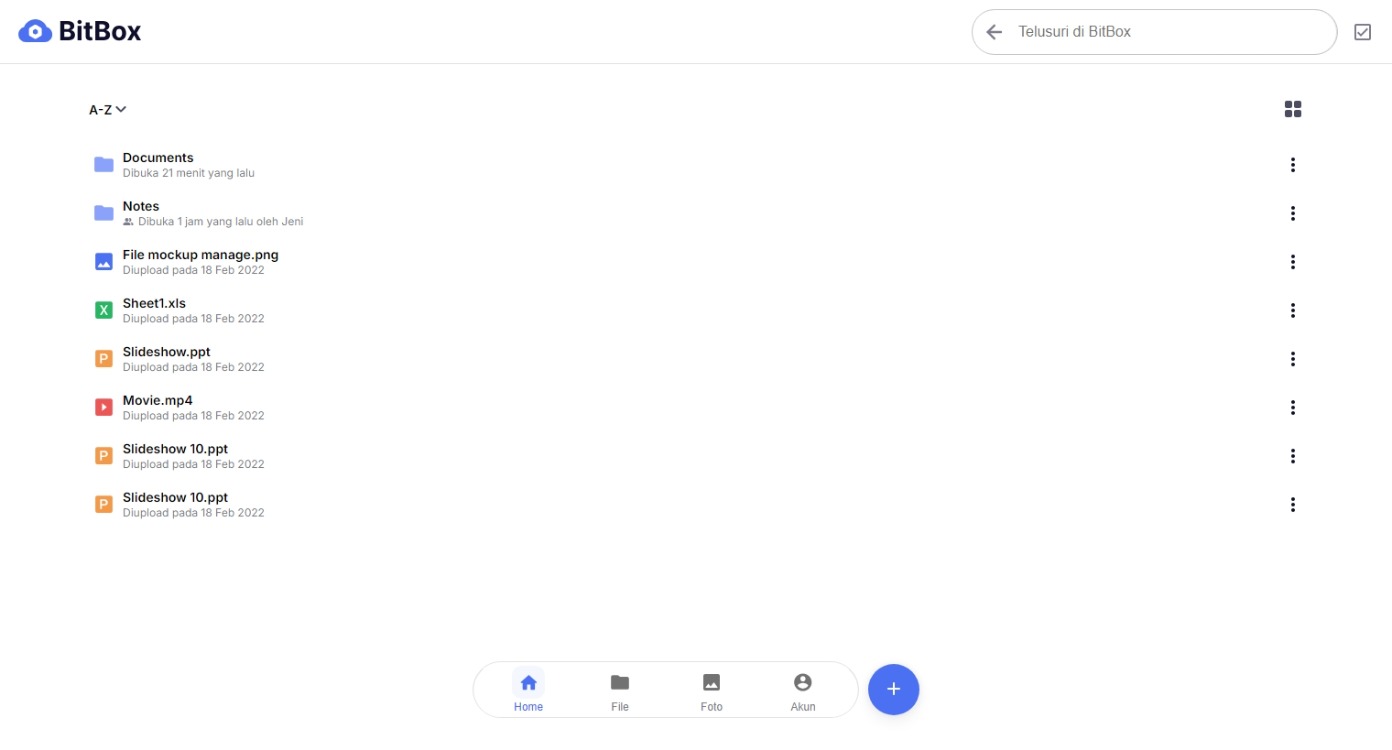 BitBox
Telusuri di BitBox
A-Z
Documents
Dibuka 21 menit yang lalu
Notes
Dibuka 1 jam yang lalu oleh Jeni
File mockup manage.png
Diupload pada 18 Feb 2022
Sheet1.xls
Diupload pada 18 Feb 2022
Slideshow.ppt
Diupload pada 18 Feb 2022
Movie.mp4
Diupload pada 18 Feb 2022
Slideshow 10.ppt
Diupload pada 18 Feb 2022
Slideshow 10.ppt
Diupload pada 18 Feb 2022
Home
File
Foto
Akun